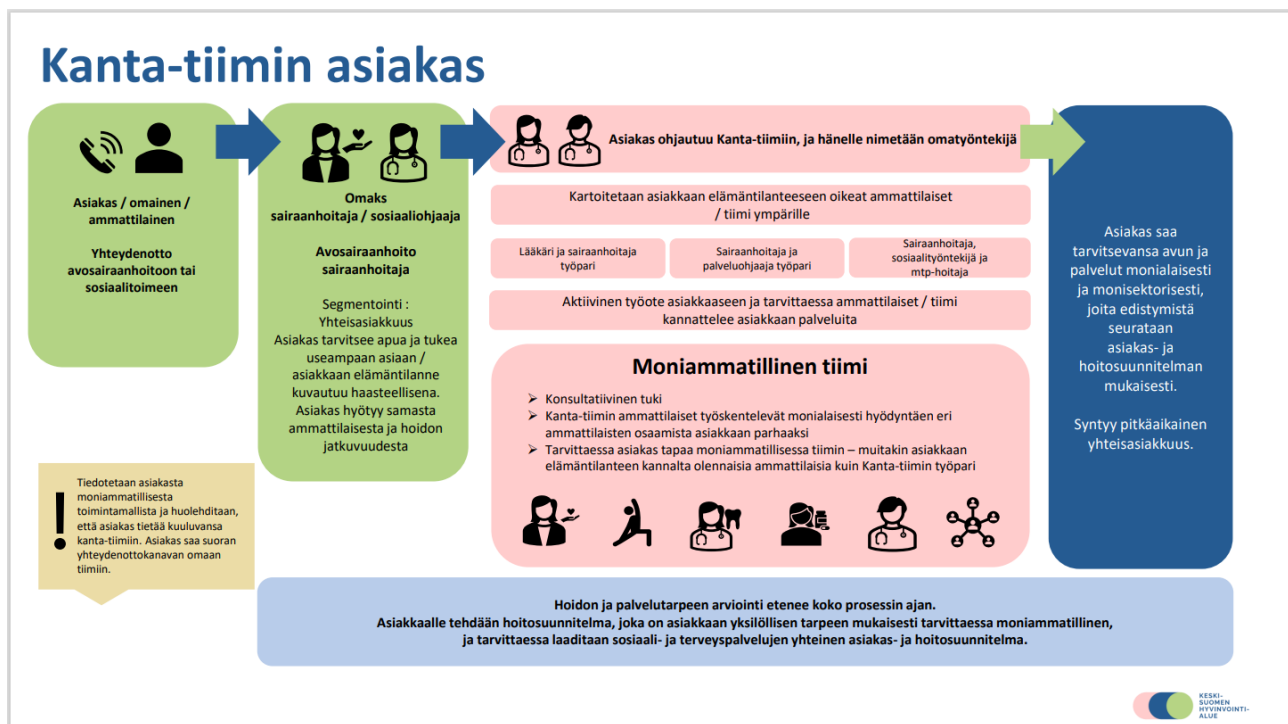 Kanta-tiimin asiakas
Asiakas / omainen /
ammattilainen
Yhteydenotto
avosairaanhoitoon tai
sosiaalitoimeen
Omaks
sairaanhoitaja / sosiaaliohjaaja
Avosairaanhoito
sairaanhoitaja
Segmentointi :
Yhteisasiakkuus
Asiakas tarvitsee apua ja tukea
useampaan asiaan /
asiakkaan elämäntilanne
kuvautuu haasteellisena.
Asiakas hyötyy samasta
ammattilaisesta ja hoidon
jatkuvuudesta
Asiakas ohjautuu Kanta-tiimiin, ja hänelle nimetään omatyöntekijä
Kartoitetaan asiakkaan elämäntilanteeseen oikeat ammattilaiset
/ tiimi ympärille
Lääkäri ja sairaanhoitaja
työpari
Sairaanhoitaja ja
palveluohjaaja työpari
Sairaanhoitaja,
sosiaalityöntekijä ja
mtp-hoitaja
Aktiivinen työote asiakkaaseen ja tarvittaessa ammattilaiset / tiimi
kannattelee asiakkaan palveluita
Moniammatillinen tiimi
➢ Konsultatiivinen tuki
➢ Kanta-tiimin ammattilaiset työskentelevät monialaisesti hyödyntäen eri
ammattilaisten osaamista asiakkaan parhaaksi
➢ Tarvittaessa asiakas tapaa moniammatillisessa tiimin – muitakin asiakkaan
elämäntilanteen kannalta olennaisia ammattilaisia kuin Kanta-tiimin työpari
Asiakas saa
tarvitsevansa avun ja
palvelut monialaisesti
ja monisektorisesti,
joita edistymistä
seurataan
asiakas- ja
hoitosuunnitelman
mukaisesti.
Syntyy pitkäaikainen
yhteisasiakkuus.
!
Tiedotetaan asiakasta
moniammatillisesta
toimintamallista ja huolehditaan,
että asiakas tietää kuuluvansa
kanta-tiimiin. Asiakas saa suoran
yhteydenottokanavan omaan
tiimiin.
Hoidon ja palvelutarpeen arviointi etenee koko prosessin ajan.
Asiakkaalle tehdään hoitosuunnitelma, joka on asiakkaan yksilöllisen tarpeen mukaisesti tarvittaessa moniammatillinen,
ja tarvittaessa laaditaan sosiaali- ja terveyspalvelujen yhteinen asiakas- ja hoitosuunnitelma.
KESKI-
SUOMEN
HYVINVOINTI-
ALUE